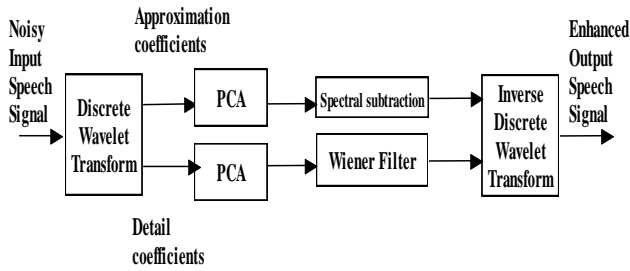 Noisy
Input
Speech
Signal
Approximation
coefficients
Discrete
Wavelet
Transform
PCA
Spectral subtraction
PCA
Wiener Filter
Detail
coefficients
Inverse
Discrete
Wavelet
Transform
Enhanced
Output
Speech
Signal